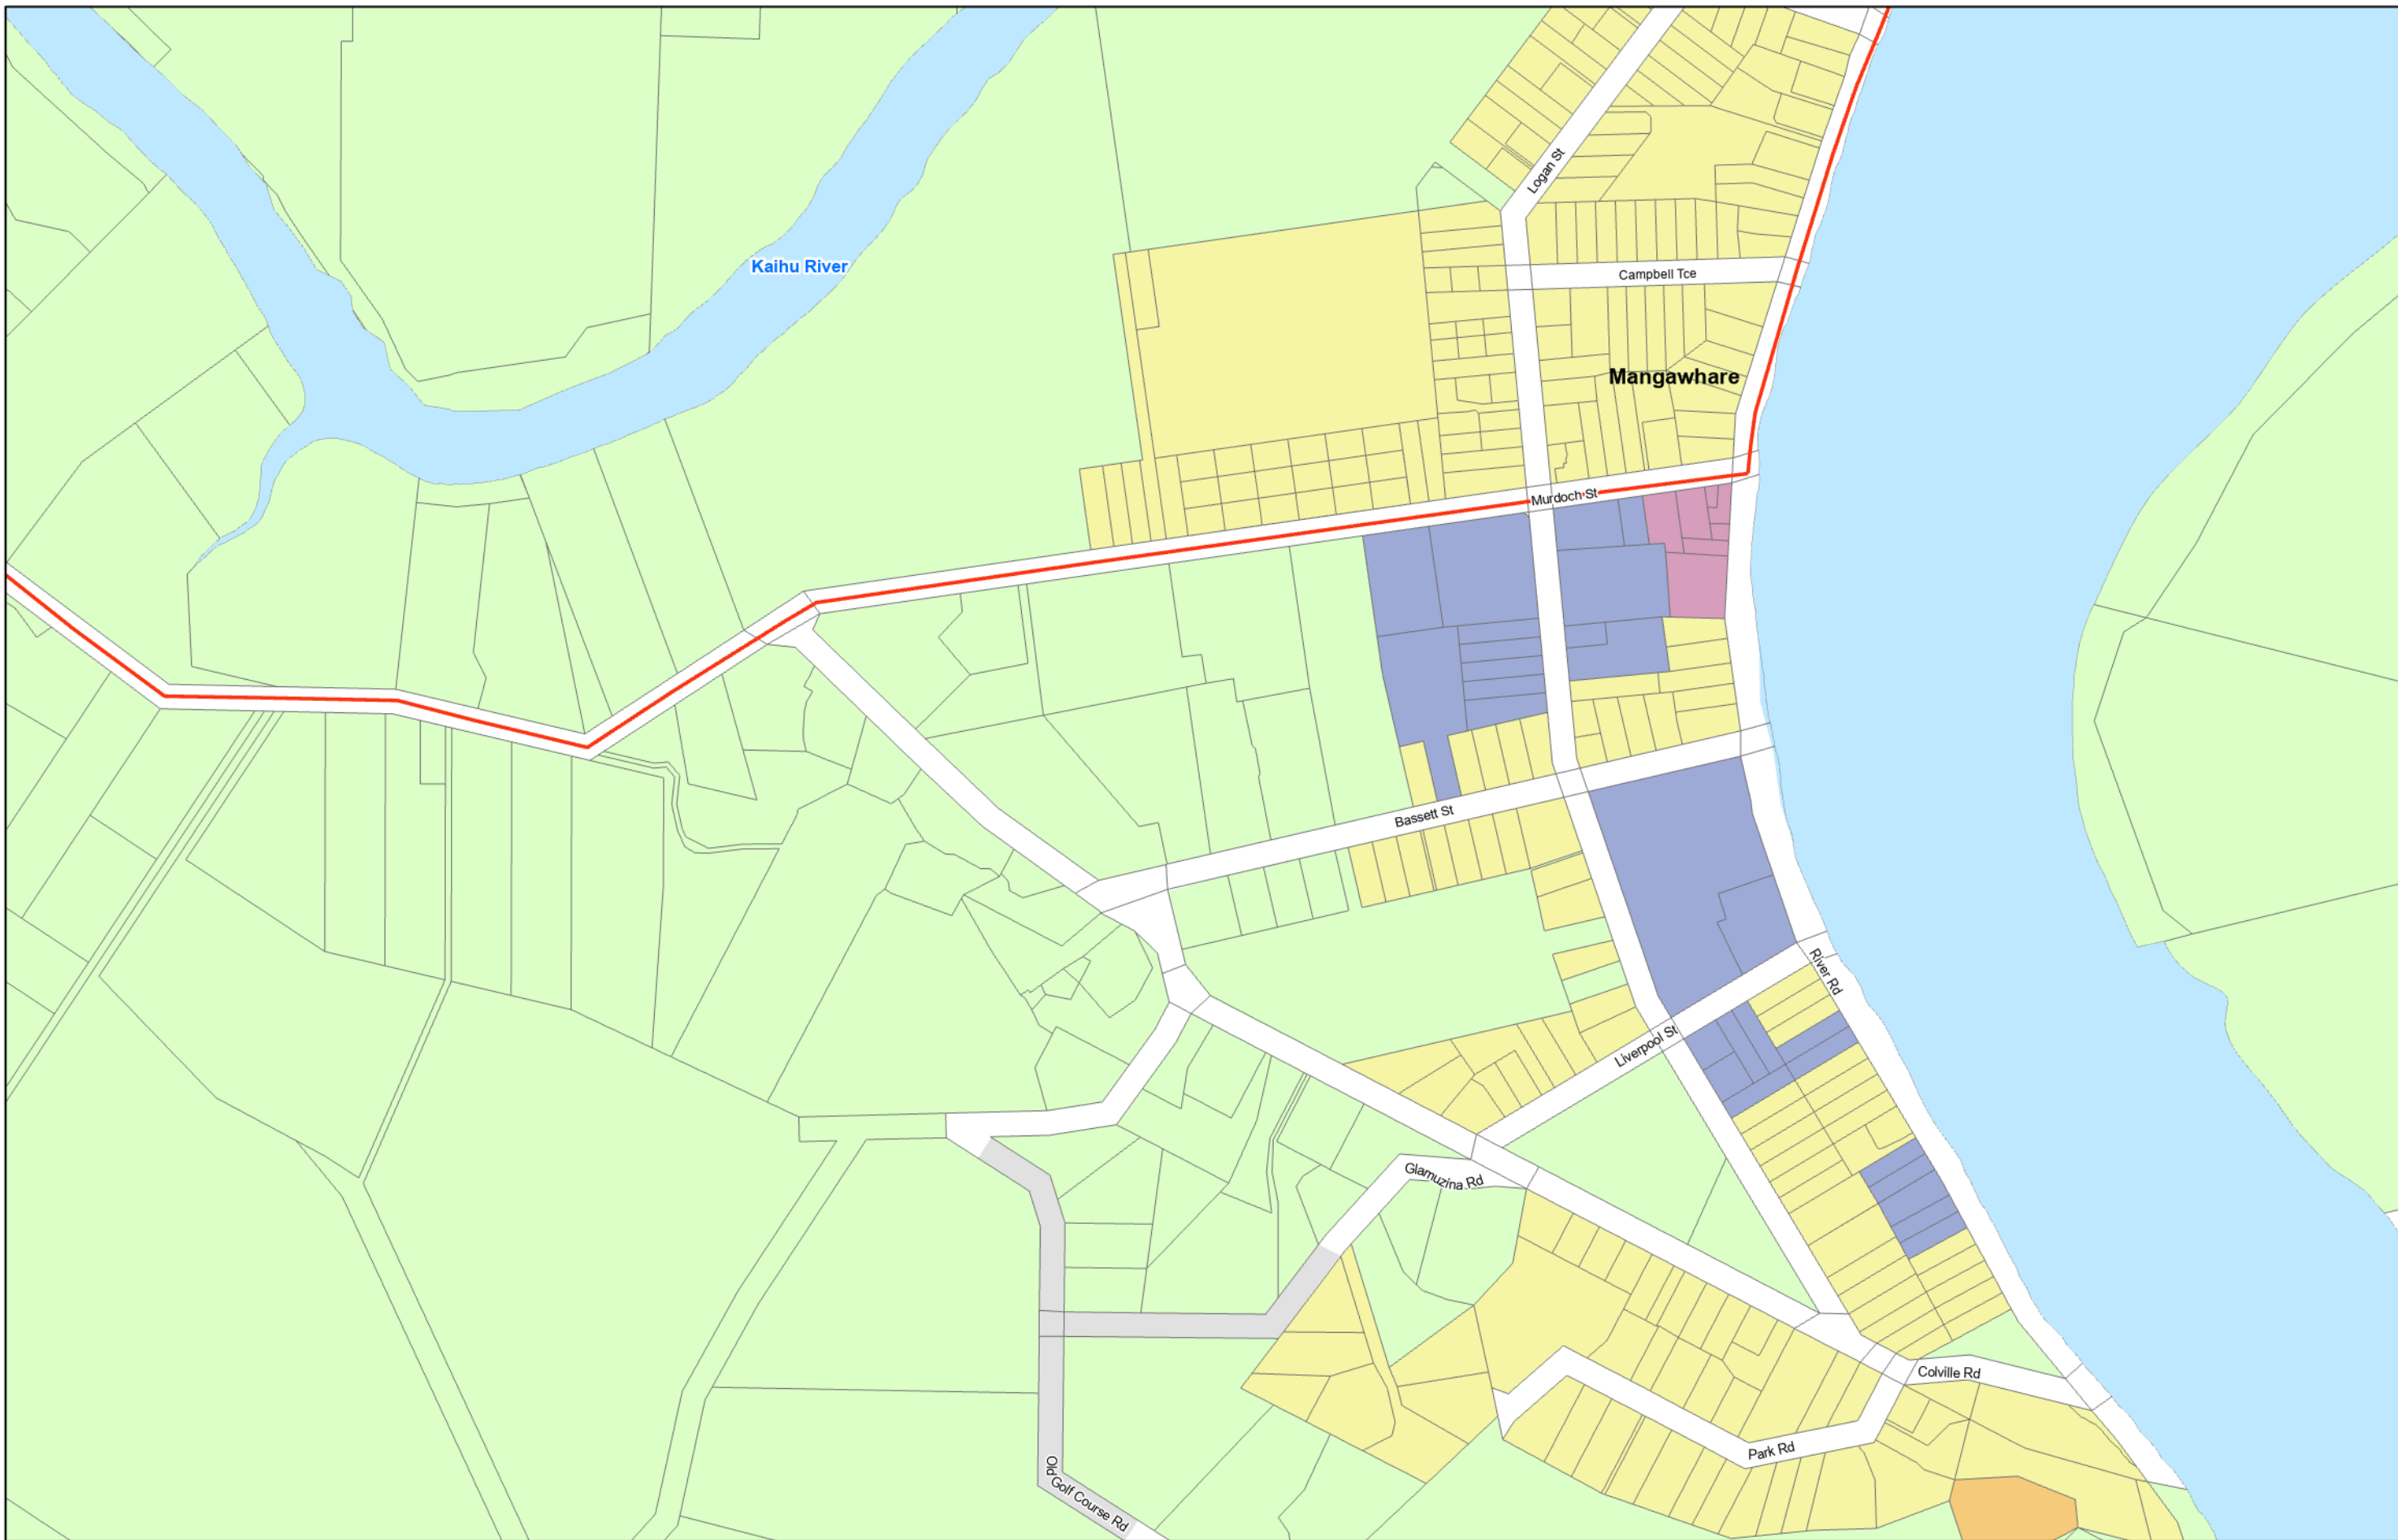 Logan St
Kaihu River
Campbell Tce
Mangawhare
Murdoch St
Bassett St
River Rd
Liverpool St
Glamuzina Rd
Colville Rd
Park Rd
Old Golf Course Rd